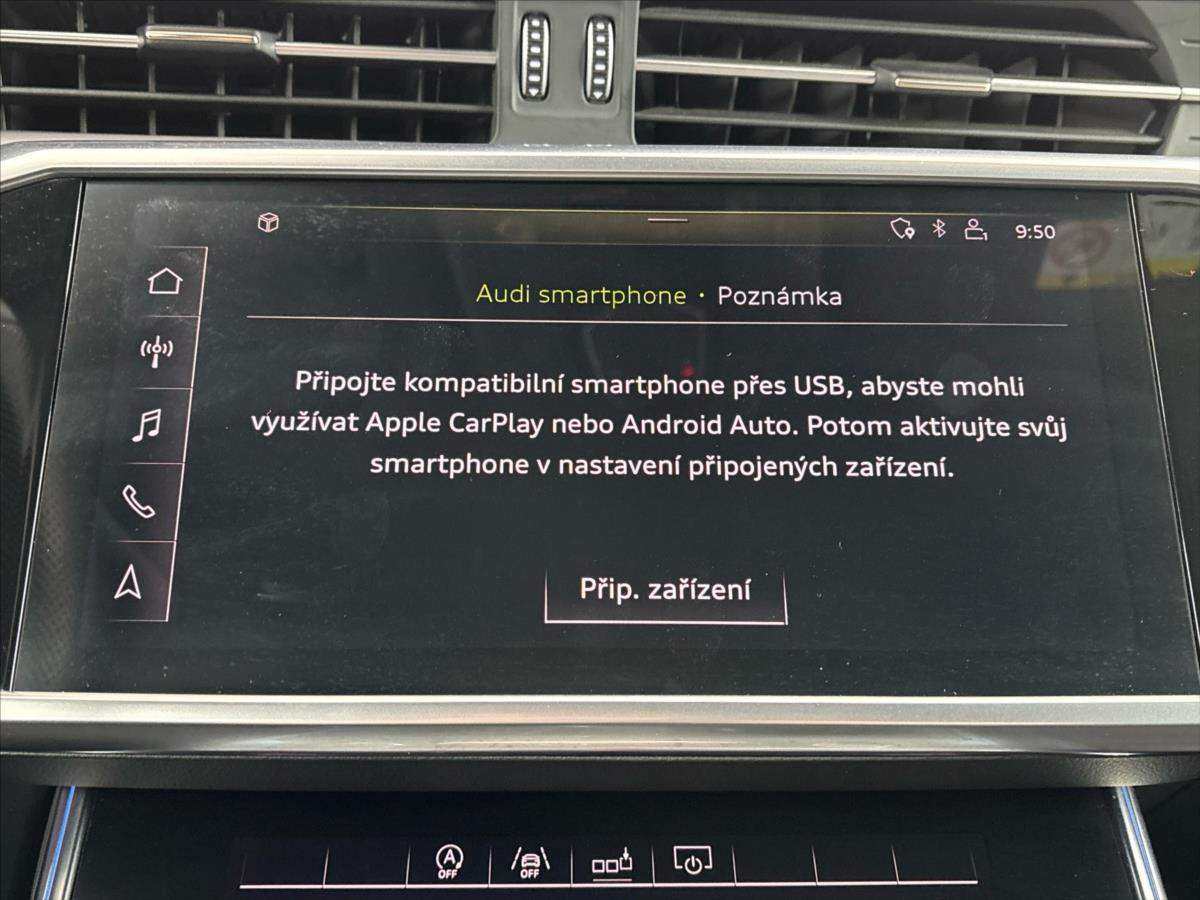 9:50
Audi smartphone • Poznámka
Připojte kompatibilní smartphone přes USB, abyste mohli
využívat Apple CarPlay nebo Android Auto. Potom aktivujte svůj
smartphone v nastavení připojených zařízení.
Přip. zařízení
A OFF
OFF